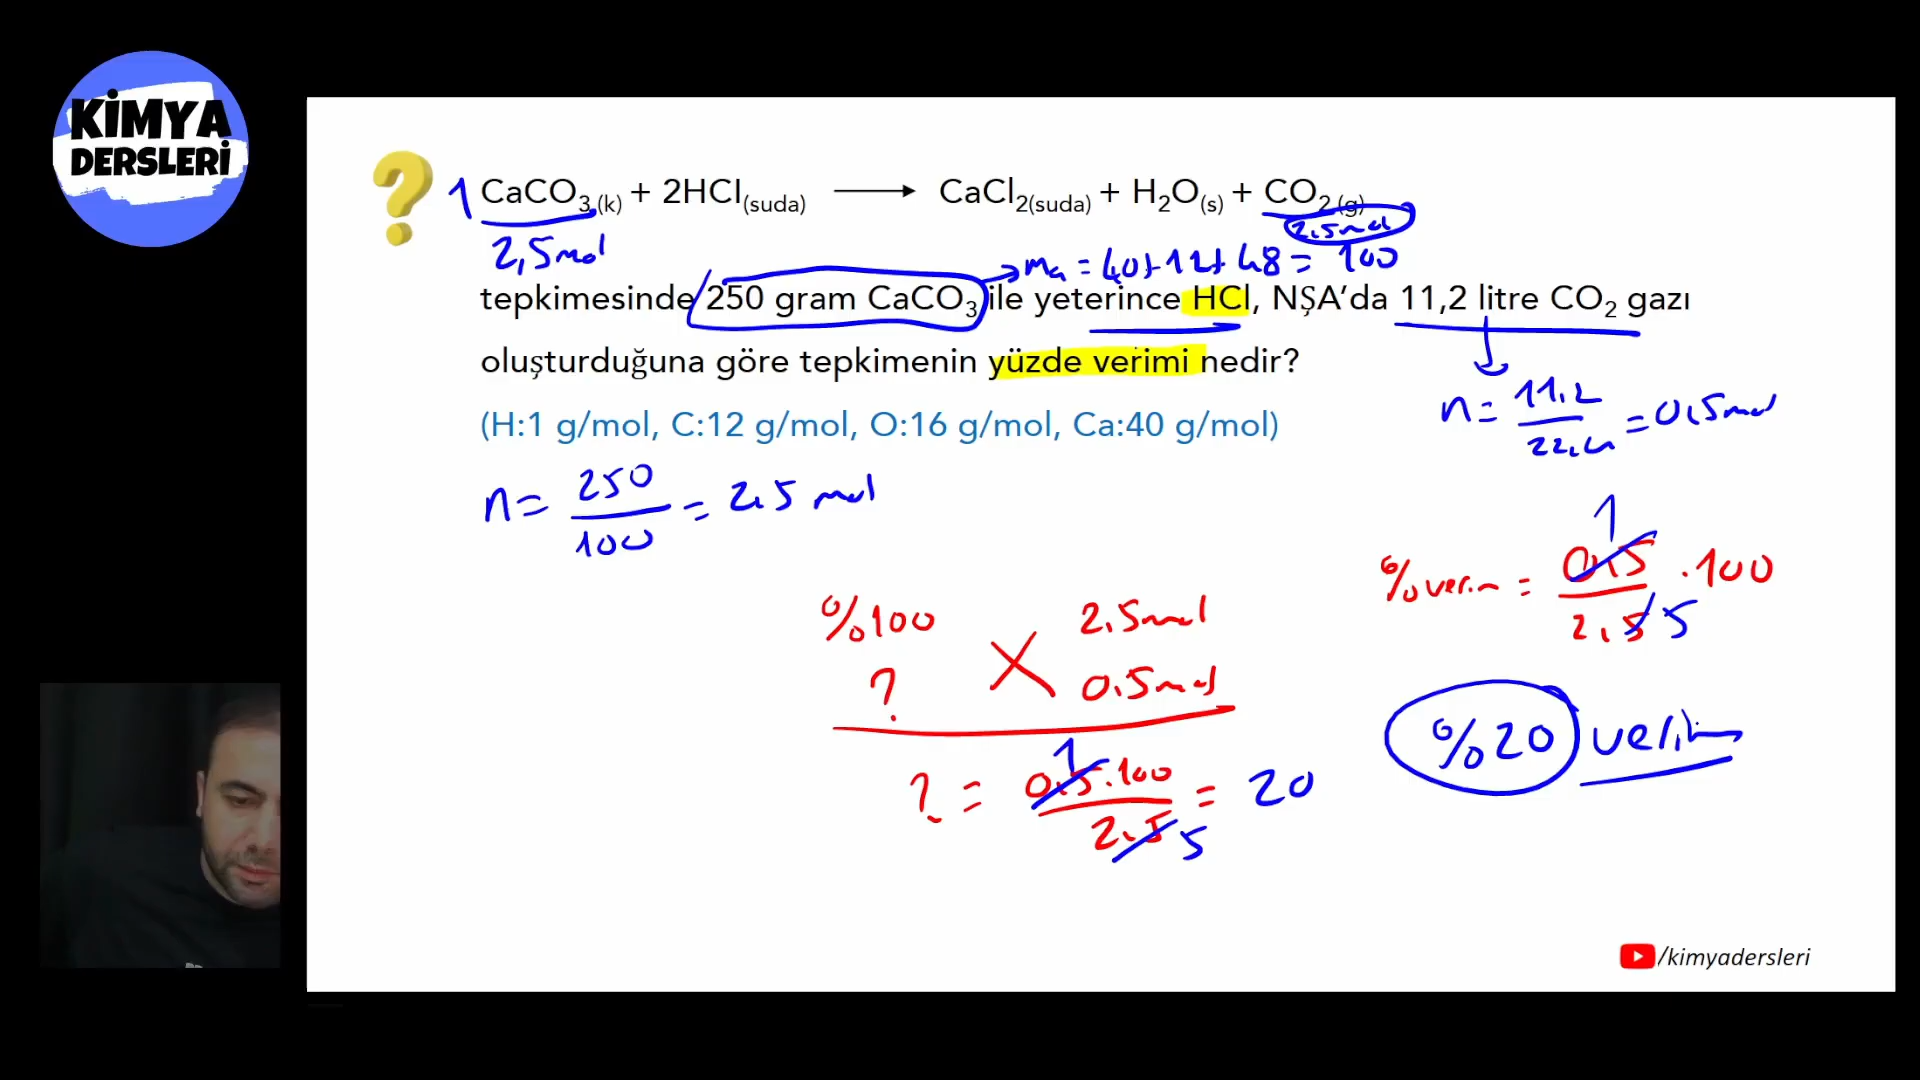 KİMYA
DERSLERİ
1 CaCO3 (k) + 2HCl(suda) → CaCl2(suda) + H2O(s) + CO2 (g)
2,5mol
2.5mol
ma = 40+12+48 = 100
tepkimesinde 250 gram CaCO3 ile yeterince HCl, NŞA’da 11,2 litre CO2 gazı
oluşturduğuna göre tepkimenin yüzde verimi nedir?
(H:1 g/mol, C:12 g/mol, O:16 g/mol, Ca:40 g/mol)
n = 11.2 / 22.4 = 0.5mol
n = 250 / 100 = 2.5 mol
1
%verim = 0.5 / 2.5 . 100
5
%100 2.5mol
? 0.5mol
%20 verim
1
? = 0.5.100 / 2.5 = 20
5
/kimyadersleri